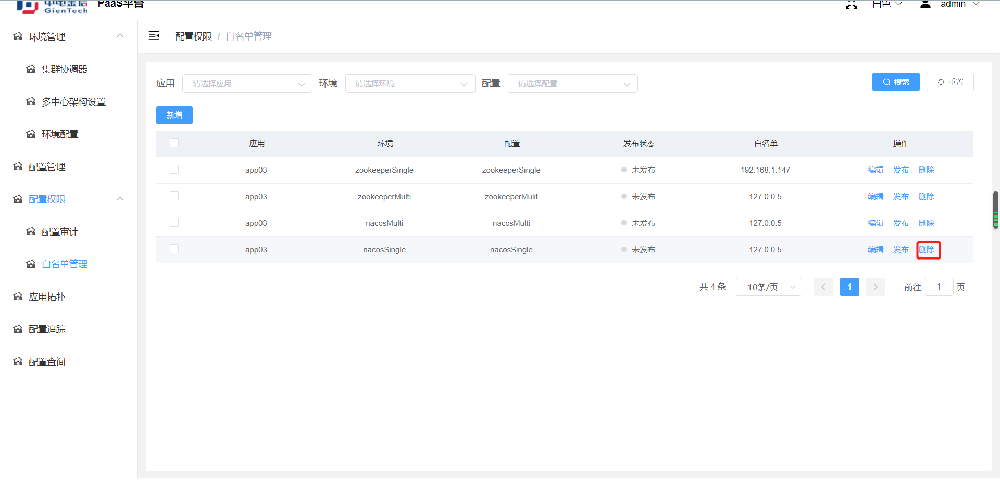 中电金信
GienTech
PaaS平台
白色
admin
环境管理
集群协调器
多中心架构设置
环境配置
配置管理
配置权限
配置审计
白名单管理
应用拓扑
配置追踪
配置查询
配置权限 / 白名单管理
应用 请选择应用 环境 请选择环境 配置 请选择配置 搜索 重置
新增
应用 环境 配置 发布状态 白名单 操作
app03 zookeeperSingle zookeeperSingle 未发布 192.168.1.147 编辑 发布 删除
app03 zookeeperMulti zookeeperMulit 未发布 127.0.0.5 编辑 发布 删除
app03 nacosMulti nacosMulti 未发布 127.0.0.5 编辑 发布 删除
app03 nacosSingle nacosSingle 未发布 127.0.0.5 编辑 发布 删除
共 4 条 10条/页 1 前往 1 页